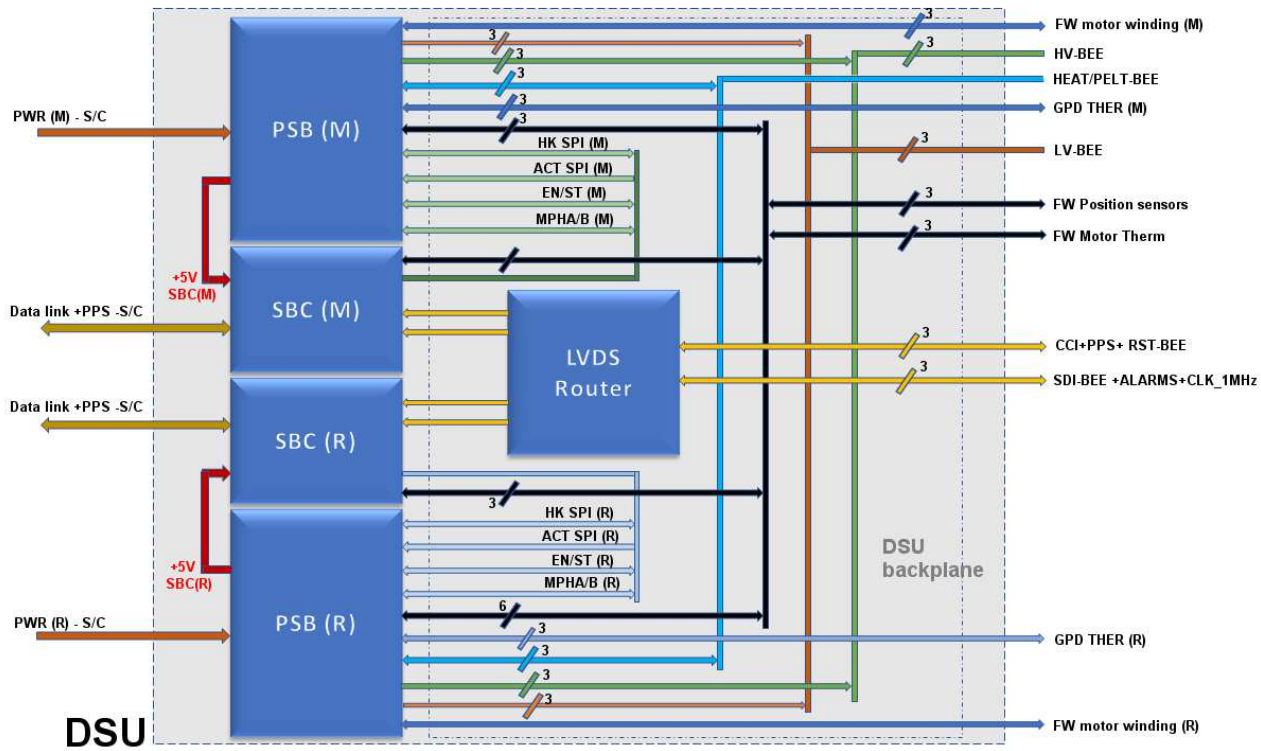 3
FW motor winding (M)
3
3
HV-BEE
3
3
HEAT/PELT-BEE
3
GPD THER (M)
PWR (M) - S/C
PSB (M)
3
HK SPI (M)
3
LV-BEE
ACT SPI (M)
EN/ST (M)
3
FW Position sensors
MPHA/B (M)
3
FW Motor Therm
+5V
SBC(M)
Data link +PPS -S/C
SBC (M)
LVDS
Router
3
CCI+PPS+ RST-BEE
3
SDI-BEE +ALARMS+CLK_1MHz
Data link +PPS -S/C
SBC (R)
3
HK SPI (R)
ACT SPI (R)
DSU
backplane
EN/ST (R)
+5V
SBC(R)
MPHA/B (R)
6
PWR (R) - S/C
PSB (R)
3
GPD THER (R)
3
3
3
DSU
FW motor winding (R)